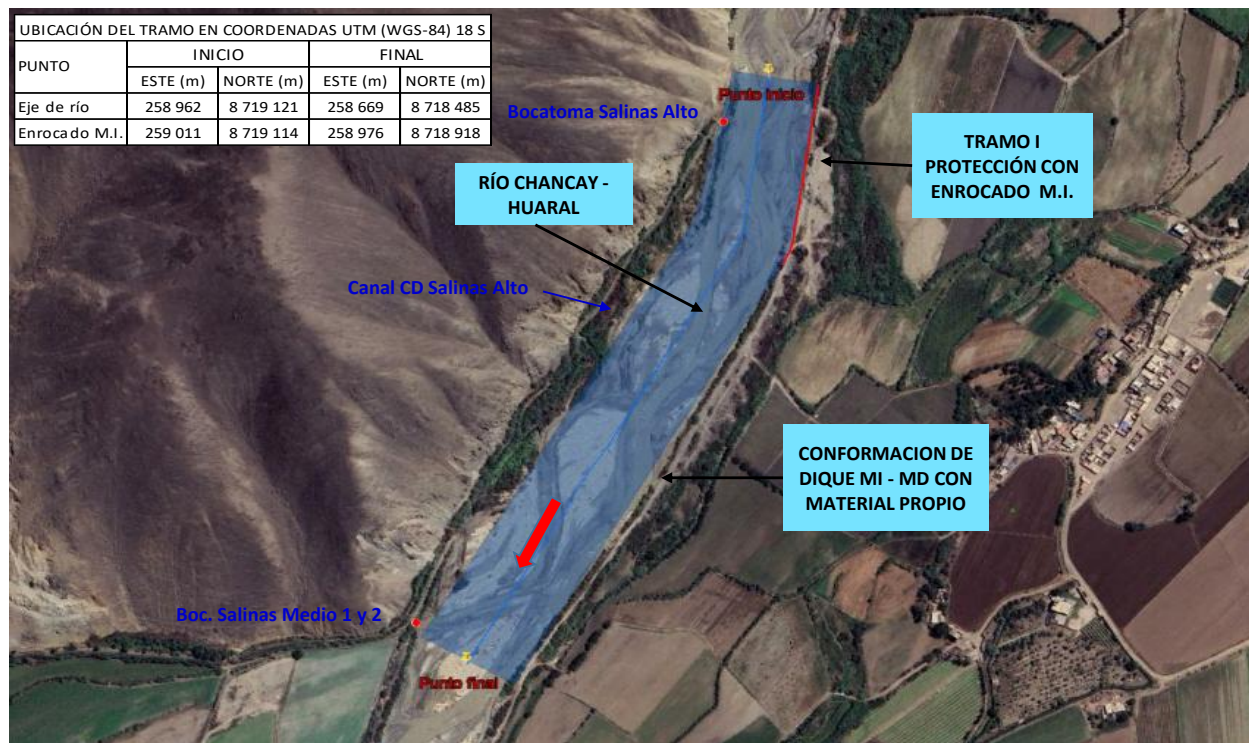 UBICACIÓN DEL TRAMO EN COORDENADAS UTM (WGS-84) 18 S
PUNTO INICIO FINAL
ESTE (m) NORTE (m) ESTE (m) NORTE (m)
Eje de río 258 962 8 719 121 258 669 8 718 485
Enrocado M.I. 259 011 8 719 114 258 976 8 718 918
Punto inicio
Bocatoma Salinas Alto
TRAMO I
PROTECCIÓN CON
ENROCADO M.I.
RÍO CHANCAY -
HUARAL
Canal CD Salinas Alto
CONFORMACION DE
DIQUE MI - MD CON
MATERIAL PROPIO
Boc. Salinas Medio 1 y 2
Punto final